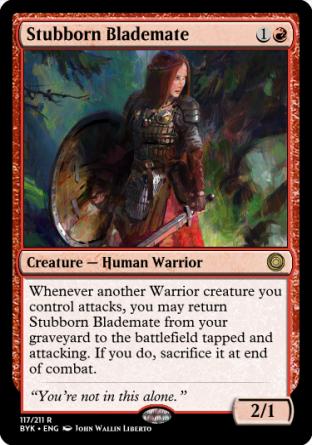 Stubborn Blademate 1
Creature — Human Warrior
Whenever another Warrior creature you
control attacks, you may return
Stubborn Blademate from your
graveyard to the battlefield tapped and
attacking. If you do, sacrifice it at end
of combat.
“You’re not in this alone.”
2/1
117/211 R
BYK • ENG JOHN WALLIN LIBERTO